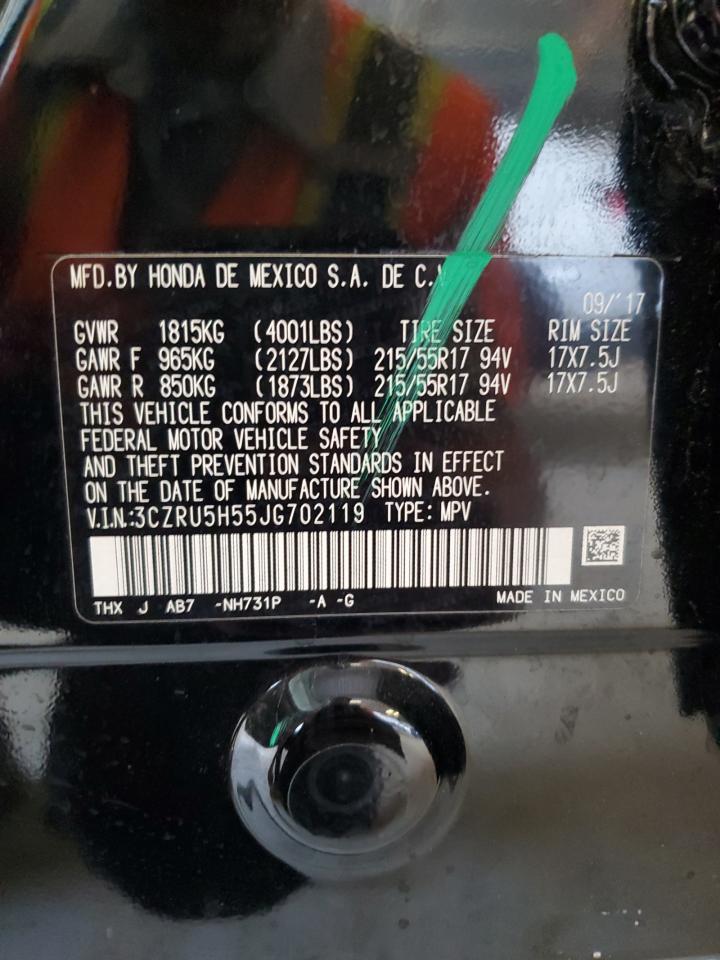 MFD.BY HONDA DE MEXICO S.A. DE C.V
09/'17
GVWR 1815KG (4001LBS) TIRE SIZE RIM SIZE
GAWR F 965KG (2127LBS) 215/55R17 94V 17X7.5J
GAWR R 850KG (1873LBS) 215/55R17 94V 17X7.5J
THIS VEHICLE CONFORMS TO ALL APPLICABLE
FEDERAL MOTOR VEHICLE SAFETY
AND THEFT PREVENTION STANDARDS IN EFFECT
ON THE DATE OF MANUFACTURE SHOWN ABOVE.
V.I.N.:3CZRU5H55JG702119 TYPE: MPV
THX J AB7 -NH731P -A -G MADE IN MEXICO